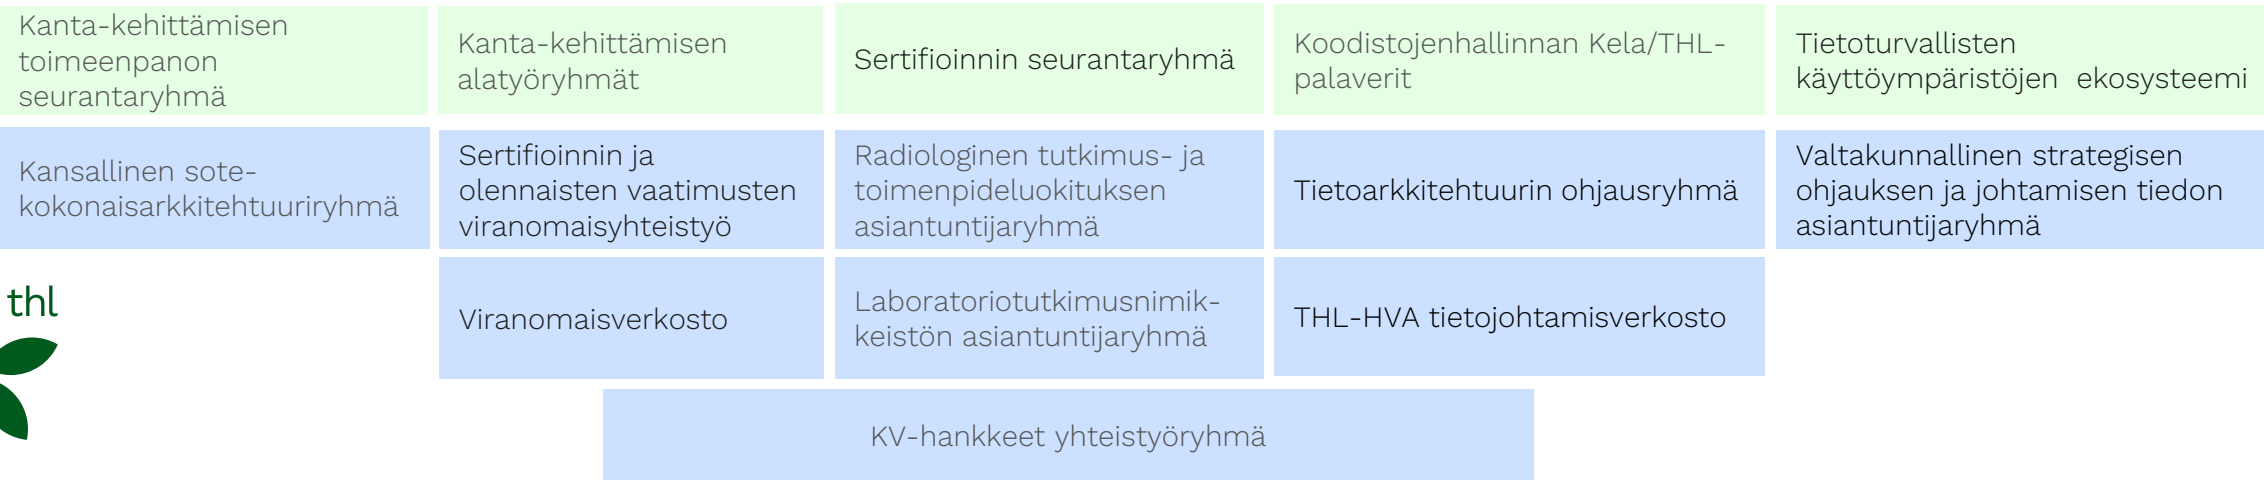 Kanta-kehittämisen
toimeenpanon
seurantaryhmä
Kanta-kehittämisen
alatyöryhmät
Sertifioinnin seurantaryhmä
Koodistojenhallinnan Kela/THL-
palaverit
Tietoturvallisten
käyttöympäristöjen ekosysteemi
Kansallinen sote-
kokonaisarkkitehtuuriryhmä
Sertifioinnin ja
olennaisten vaatimusten
viranomaisyhteistyö
Radiologinen tutkimus- ja
toimenpideluokituksen
asiantuntijaryhmä
Tietoarkkitehtuurin ohjausryhmä
Valtakunnallinen strategisen
ohjauksen ja johtamisen tiedon
asiantuntijaryhmä
thl
Viranomaisverkosto
Laboratoriotutkimusnimik-
keistön asiantuntijaryhmä
THL-HVA tietojohtamisverkosto
KV-hankkeet yhteistyöryhmä